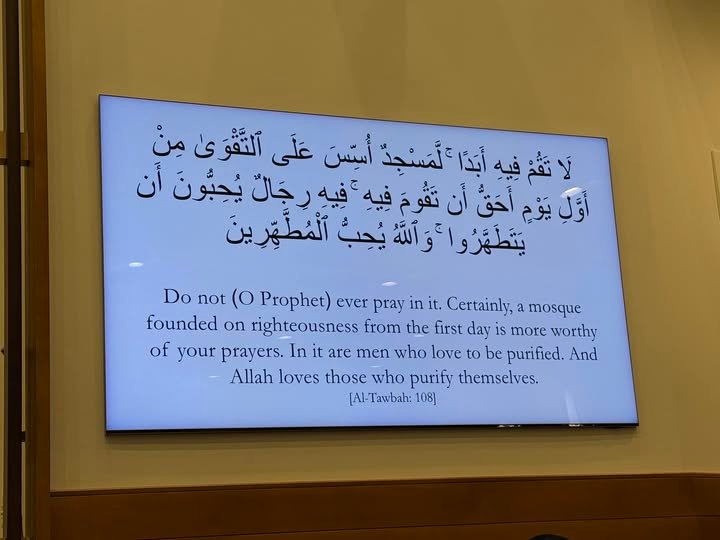 لَا تَقُمْ فِيهِ أَبَدًا ۚ لَّمَسْجِدٌ أُسِّسَ عَلَى ٱلتَّقْوَىٰ مِنْ
أَوَّلِ يَوْمٍ أَحَقُّ أَن تَقُومَ فِيهِ ۚ فِيهِ رِجَالٌ يُحِبُّونَ أَن
يَتَطَهَّرُوا ۚ وَٱللَّهُ يُحِبُّ ٱلْمُطَّهِّرِينَ
Do not (O Prophet) ever pray in it. Certainly, a mosque
founded on righteousness from the first day is more worthy
of your prayers. In it are men who love to be purified. And
Allah loves those who purify themselves.
[Al-Tawbah: 108]